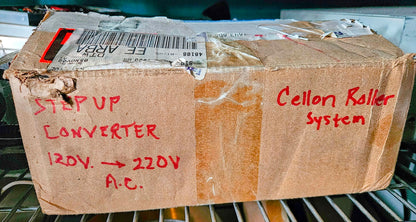 STEP UP
CONVERTER
120V. → 220V
A.C.
Cellon Roller
System